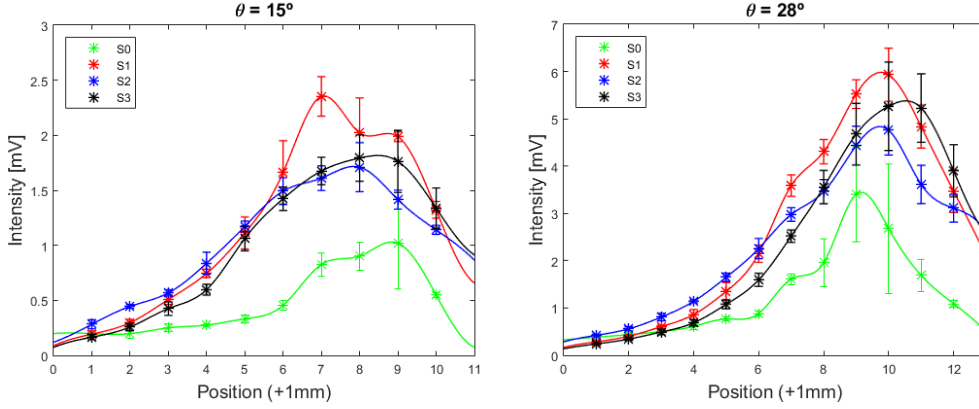 θ = 15º
Intensity [mV]
3
2.5
2
1.5
1
0.5
0
S0
S1
S2
S3
0 1 2 3 4 5 6 7 8 9 10 11
Position (+1mm)
θ = 28º
Intensity [mV]
7
6
5
4
3
2
1
0
S0
S1
S2
S3
0 2 4 6 8 10 12
Position (+1mm)